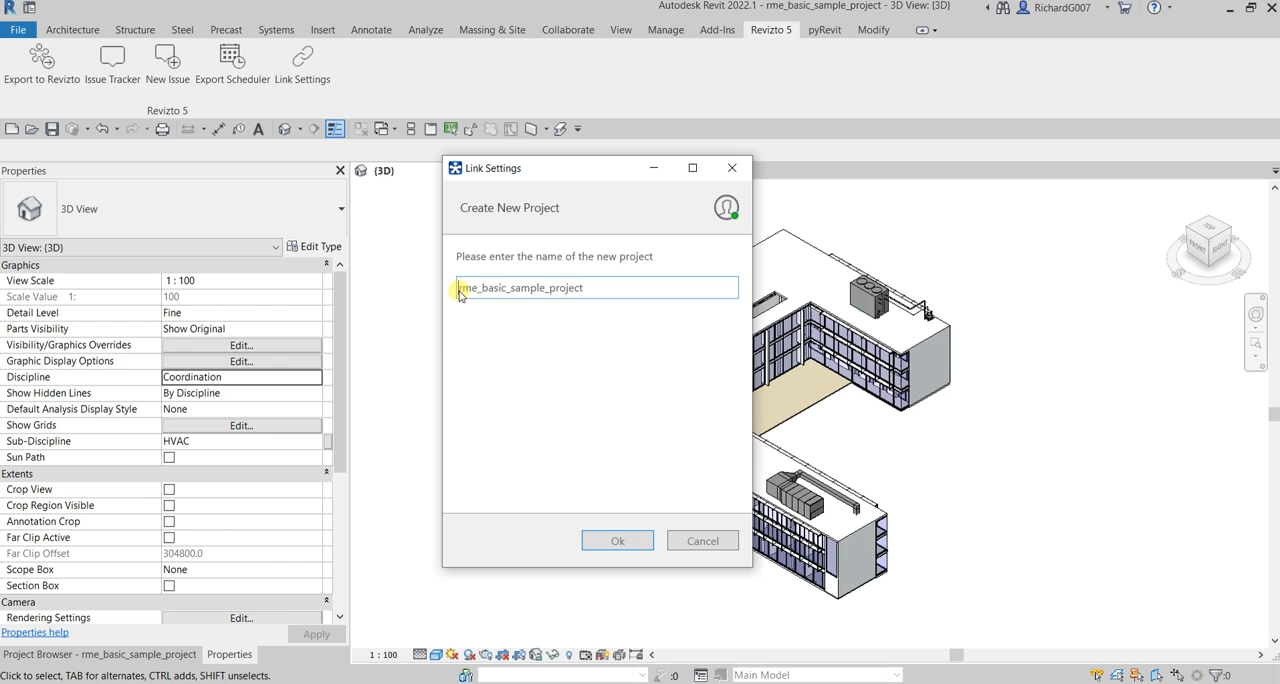 Autodesk Revit 2022.1 - rme_basic_sample_project - 3D View: {3D}
RichardG007
File Architecture Structure Steel Precast Systems Insert Annotate Analyze Massing & Site Collaborate View Manage Add-Ins Revizto 5 pyRevit Modify
Export to Revizto Issue Tracker New Issue Export Scheduler Link Settings
Revizto 5
Properties
{3D}
3D View
3D View: {3D} Edit Type
Graphics
View Scale 1 : 100
Scale Value 1: 100
Detail Level Fine
Parts Visibility Show Original
Visibility/Graphics Overrides Edit...
Graphic Display Options Edit...
Discipline Coordination
Show Hidden Lines By Discipline
Default Analysis Display Style None
Show Grids Edit...
Sub-Discipline HVAC
Sun Path
Extents
Crop View
Crop Region Visible
Annotation Crop
Far Clip Active
Far Clip Offset 304800.0
Scope Box None
Section Box
Camera
Rendering Settings Edit...
Properties help Apply
Project Browser - rme_basic_sample_project Properties
Click to select, TAB for alternates, CTRL adds, SHIFT unselects.
Link Settings
Create New Project
Please enter the name of the new project
rme_basic_sample_project
Ok Cancel
TOP
FRONT RIGHT
1 : 100
:0 Main Model :0